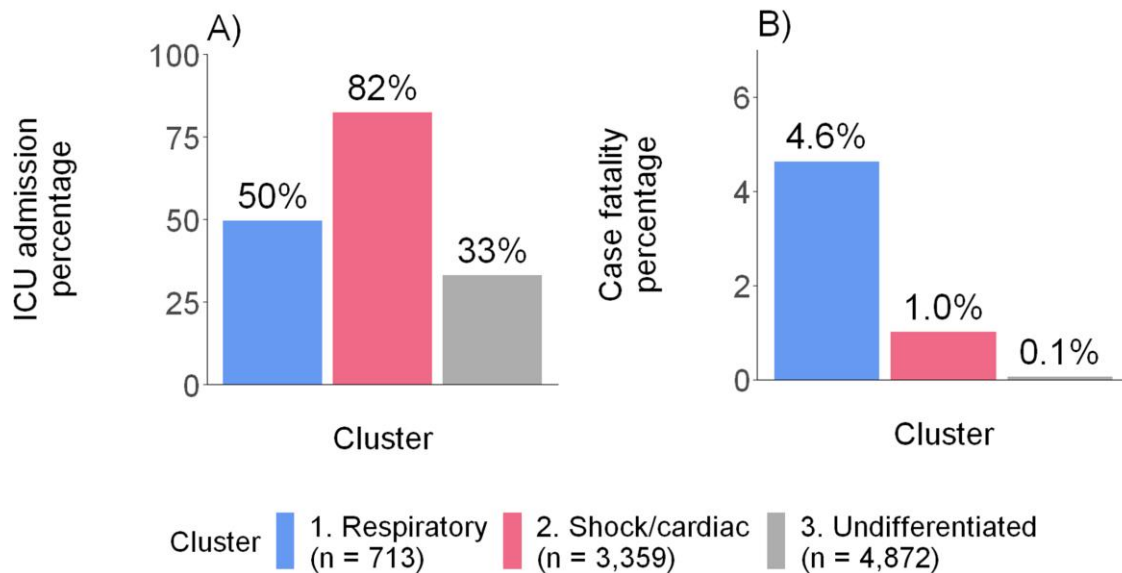 A)
ICU admission
percentage
100
75
50
25
0
50%
82%
33%
Cluster
B)
Case fatality
percentage
6
4
2
0
4.6%
1.0%
0.1%
Cluster
Cluster
1. Respiratory
(n = 713)
2. Shock/cardiac
(n = 3,359)
3. Undifferentiated
(n = 4,872)